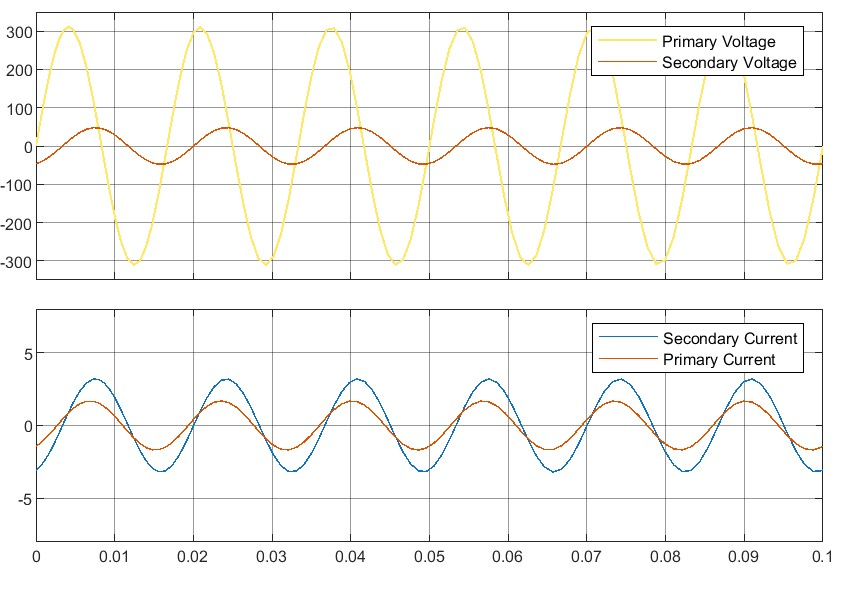 300
200
100
0
-100
-200
-300
Primary Voltage
Secondary Voltage
5
0
-5
Secondary Current
Primary Current
0 0.01 0.02 0.03 0.04 0.05 0.06 0.07 0.08 0.09 0.1